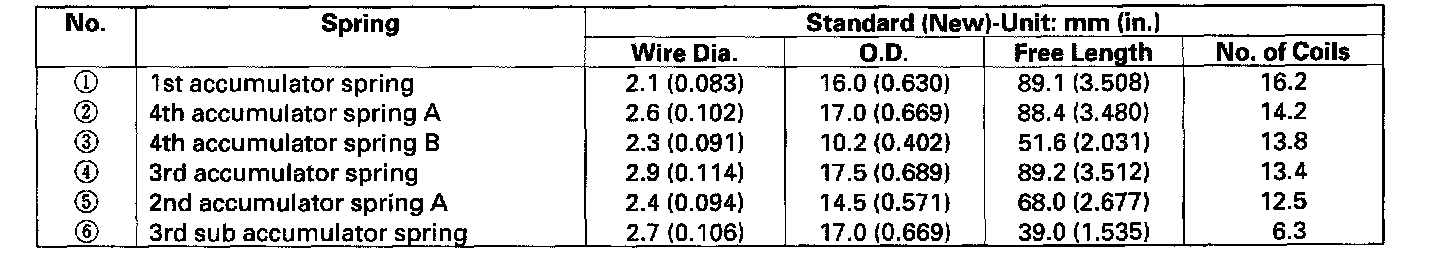 No. Spring Standard (New)-Unit: mm (in.)
Wire Dia. O.D. Free Length No. of Coils
① 1st accumulator spring 2.1 (0.083) 16.0 (0.630) 89.1 (3.508) 16.2
② 4th accumulator spring A 2.6 (0.102) 17.0 (0.669) 88.4 (3.480) 14.2
③ 4th accumulator spring B 2.3 (0.091) 10.2 (0.402) 51.6 (2.031) 13.8
④ 3rd accumulator spring 2.9 (0.114) 17.5 (0.689) 89.2 (3.512) 13.4
⑤ 2nd accumulator spring A 2.4 (0.094) 14.5 (0.571) 68.0 (2.677) 12.5
⑥ 3rd sub accumulator spring 2.7 (0.106) 17.0 (0.669) 39.0 (1.535) 6.3